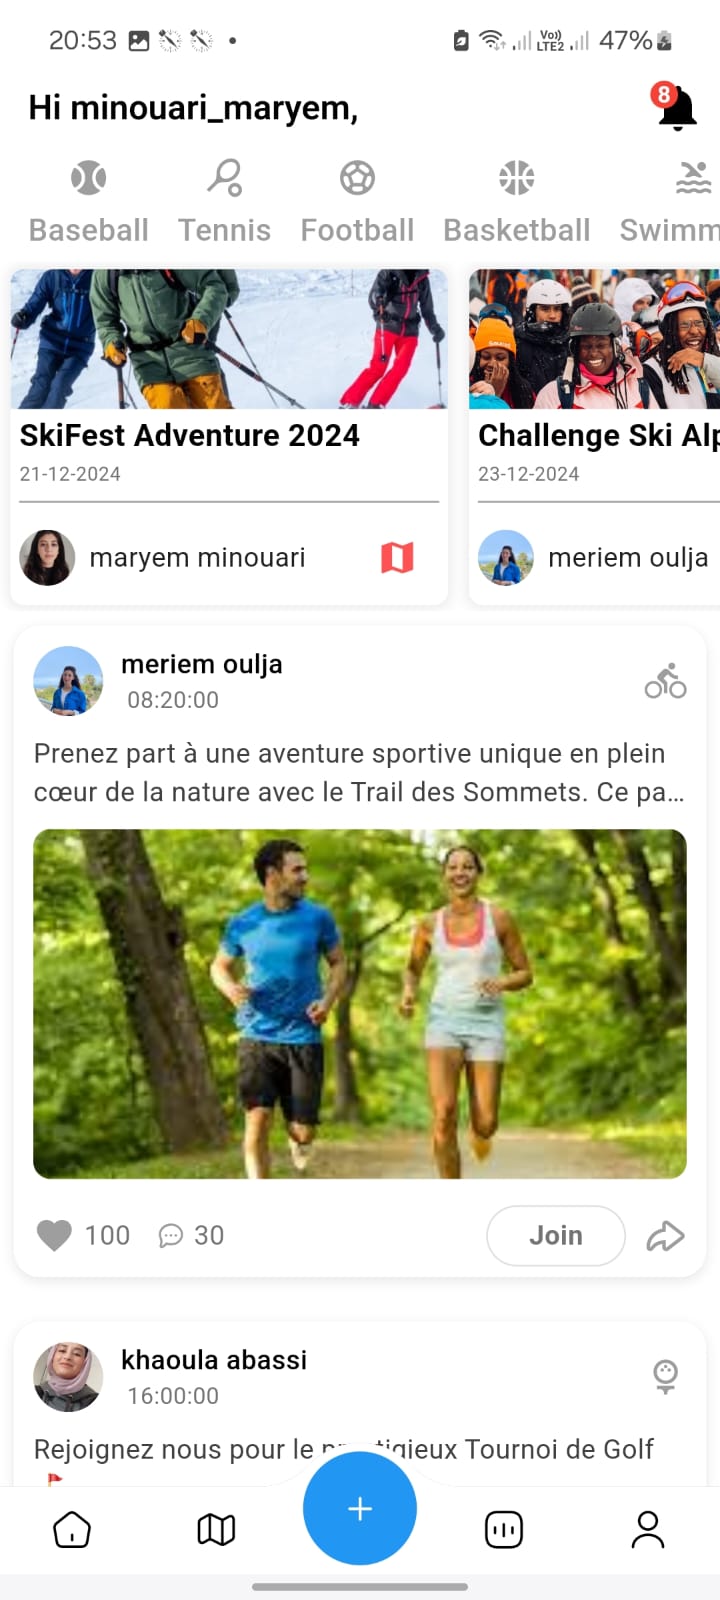 20:53
Vo))
LTE2
47%
Hi minouari_maryem,
8
Baseball Tennis Football Basketball Swimm
SkiFest Adventure 2024
21-12-2024
maryem minouari
Challenge Ski Alp
23-12-2024
meriem oulja
meriem oulja
08:20:00
Prenez part à une aventure sportive unique en plein
cœur de la nature avec le Trail des Sommets. Ce pa...
100
30
Join
khaoula abassi
16:00:00
Rejoignez nous pour le Tournoi de Golf